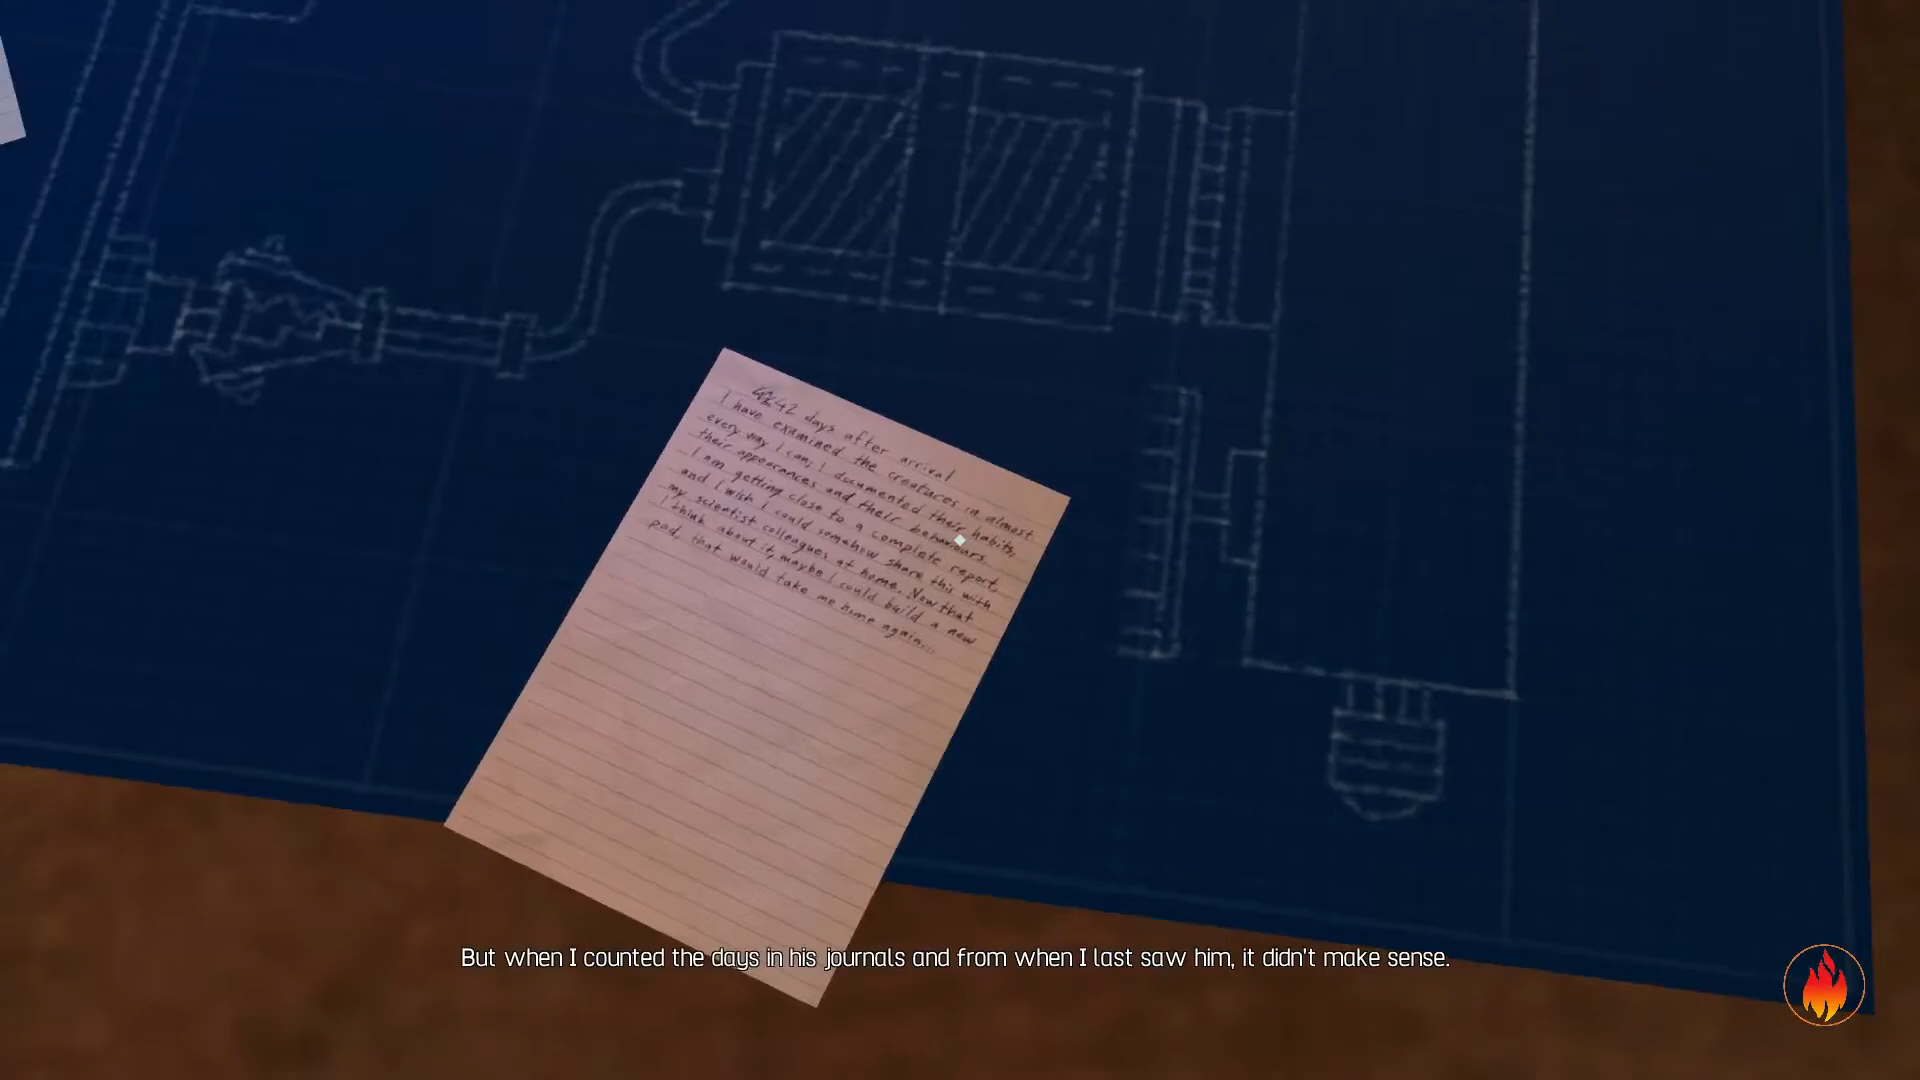 42 days after arrival
I have examined the creatures in almost
every way I can; I documented their habits,
their appearances and their behaviours.
I am getting close to a complete report,
and I wish I could somehow share this with
my scientist colleagues at home. Now that
I think about it, maybe I could build a new
pad, that would take me home again...
But when I counted the days in his journals and from when I last saw him, it didn't make sense.